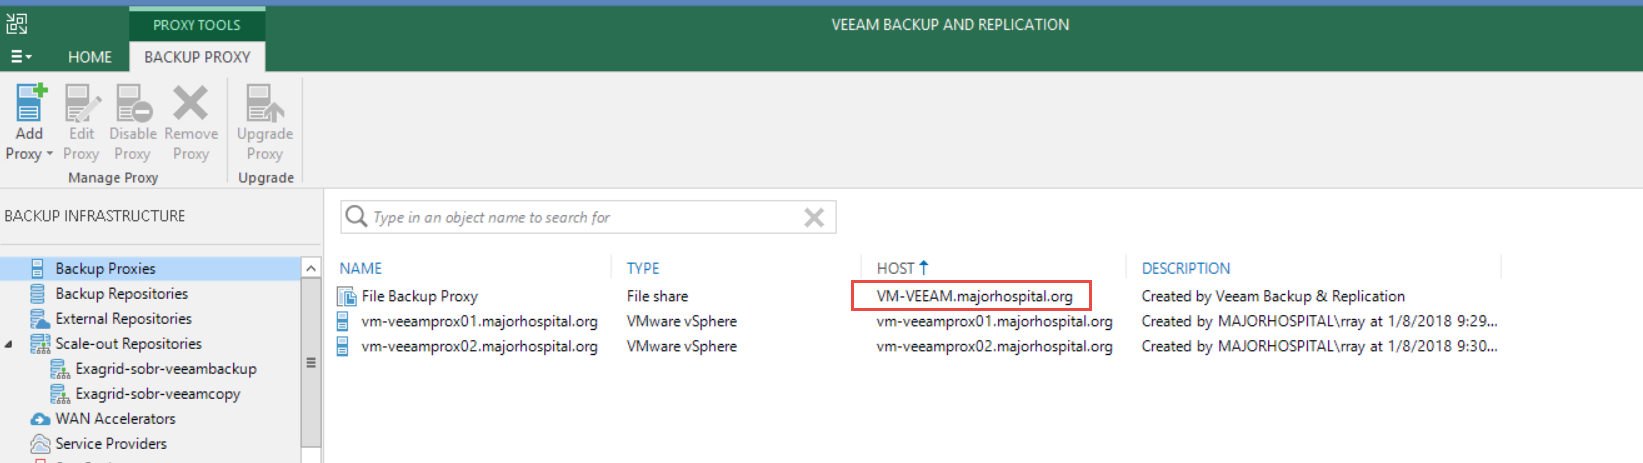 PROXY TOOLS
VEEAM BACKUP AND REPLICATION
HOME
BACKUP PROXY
Add Proxy
Edit Proxy
Disable Proxy
Remove Proxy
Upgrade Proxy
Manage Proxy
Upgrade
BACKUP INFRASTRUCTURE
Type in an object name to search for
Backup Proxies
Backup Repositories
External Repositories
Scale-out Repositories
Exagrid-sobr-veeambackup
Exagrid-sobr-veeamcopy
WAN Accelerators
Service Providers
NAME TYPE HOST DESCRIPTION
File Backup Proxy File share VM-VEEAM.majorhospital.org Created by Veeam Backup & Replication
vm-veeamprox01.majorhospital.org VMware vSphere vm-veeamprox01.majorhospital.org Created by MAJORHOSPITAL\rray at 1/8/2018 9:29...
vm-veeamprox02.majorhospital.org VMware vSphere vm-veeamprox02.majorhospital.org Created by MAJORHOSPITAL\rray at 1/8/2018 9:30...